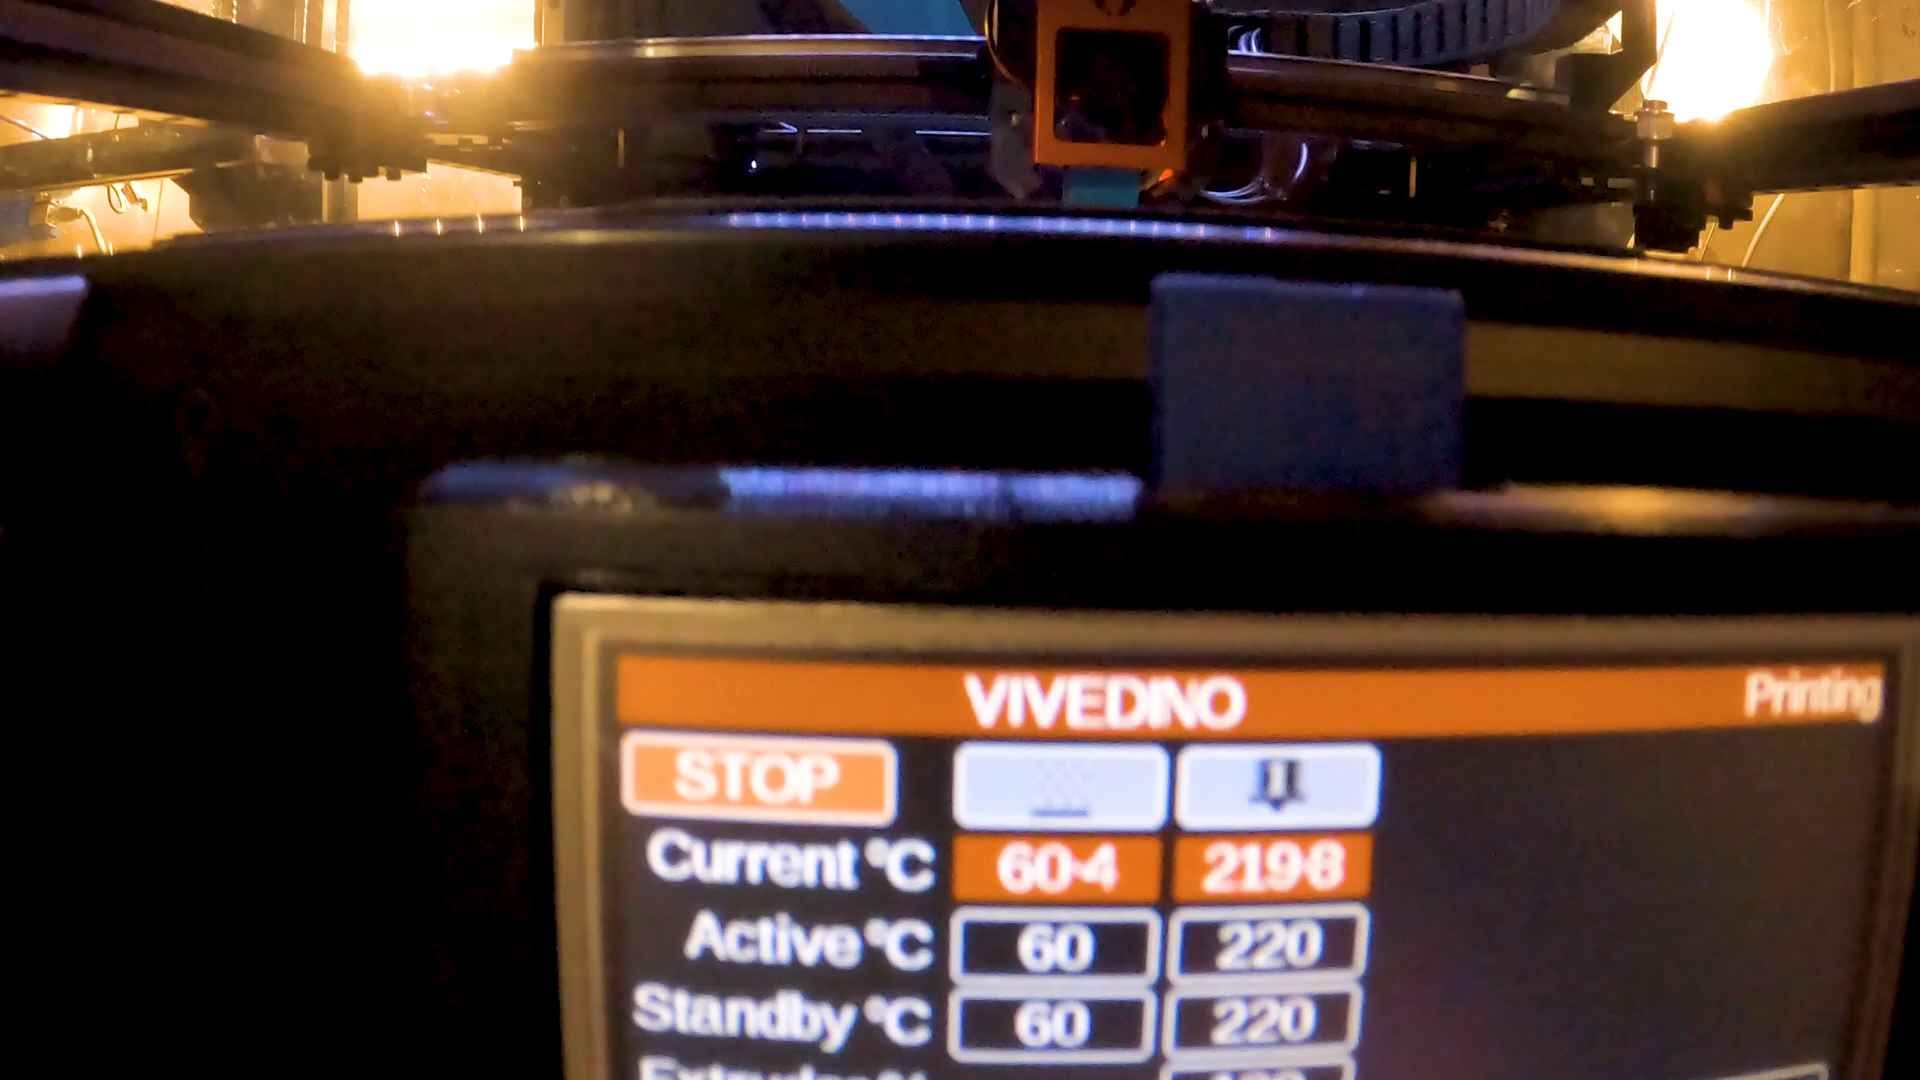 VIVEDINO Printing
STOP
Current °C 60.4 219.8
Active °C 60 220
Standby °C 60 220